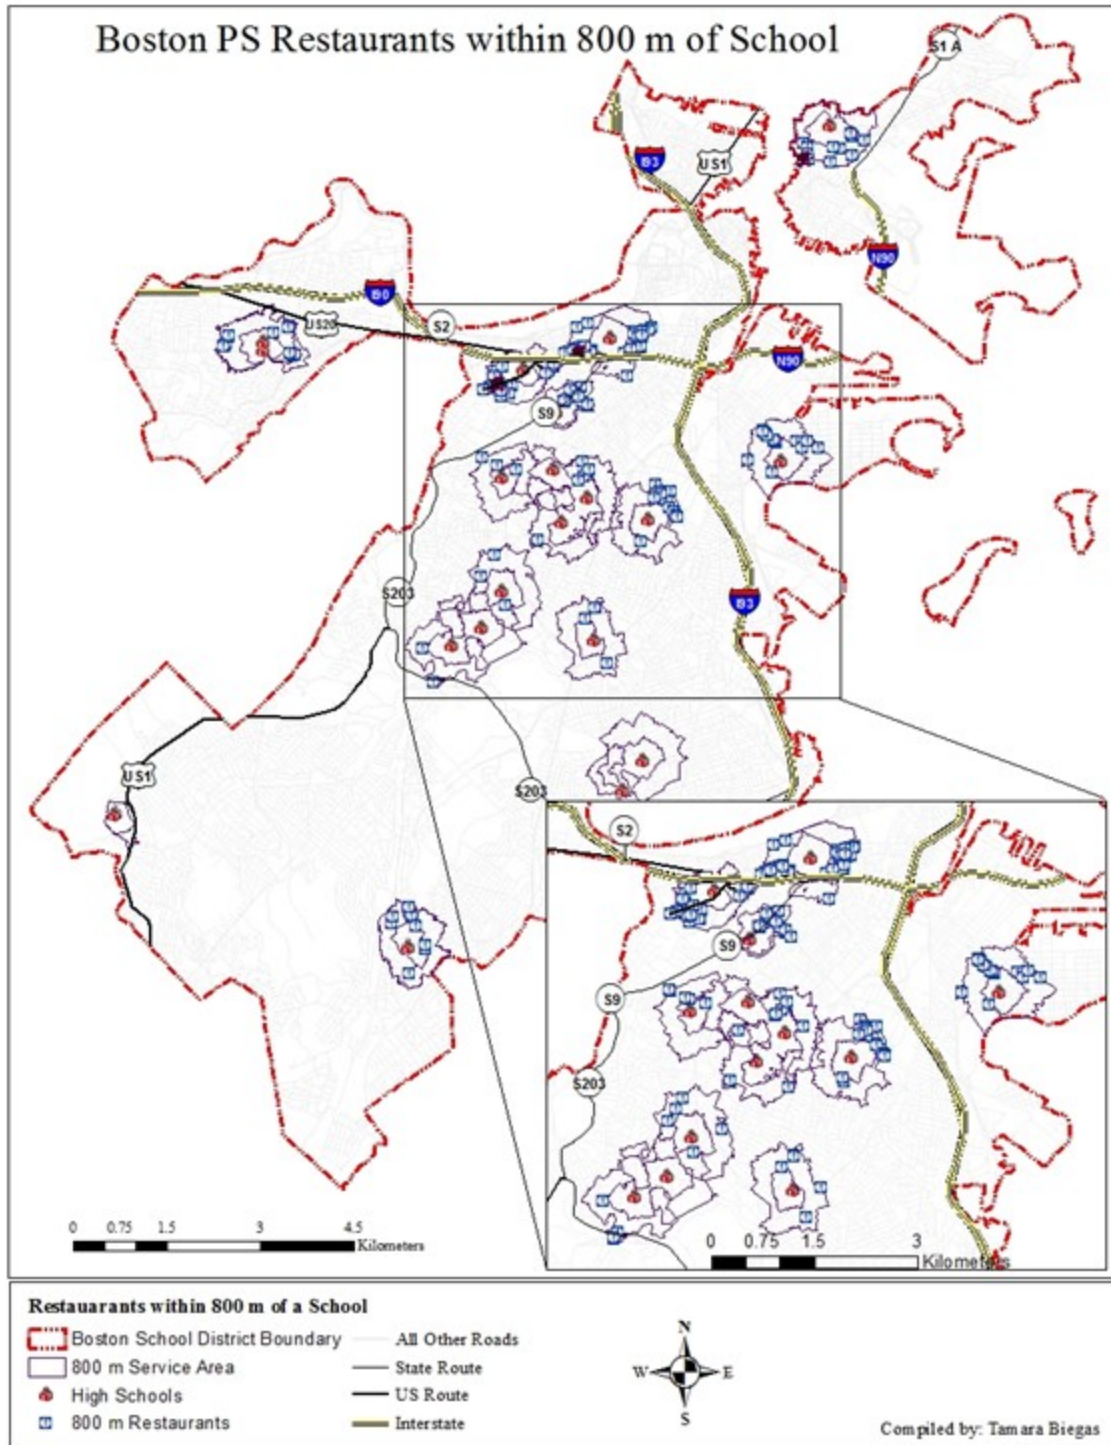 Boston PS Restaurants within 800 m of School
S1 A
I93
US1
N90
I90
US20
S2
N90
S9
S203
I93
US1
S203
S2
S9
S9
S203
0 0.75 1.5 3 4.5
Kilometers
0 0.75 1.5 3
Kilometers
Restauarants within 800 m of a School
Boston School District Boundary
800 m Service Area
High Schools
800 m Restaurants
All Other Roads
State Route
US Route
Interstate
N
W E
S
Compiled by: Tamara Biegas